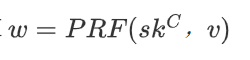 w = PRF(sk^C, v)